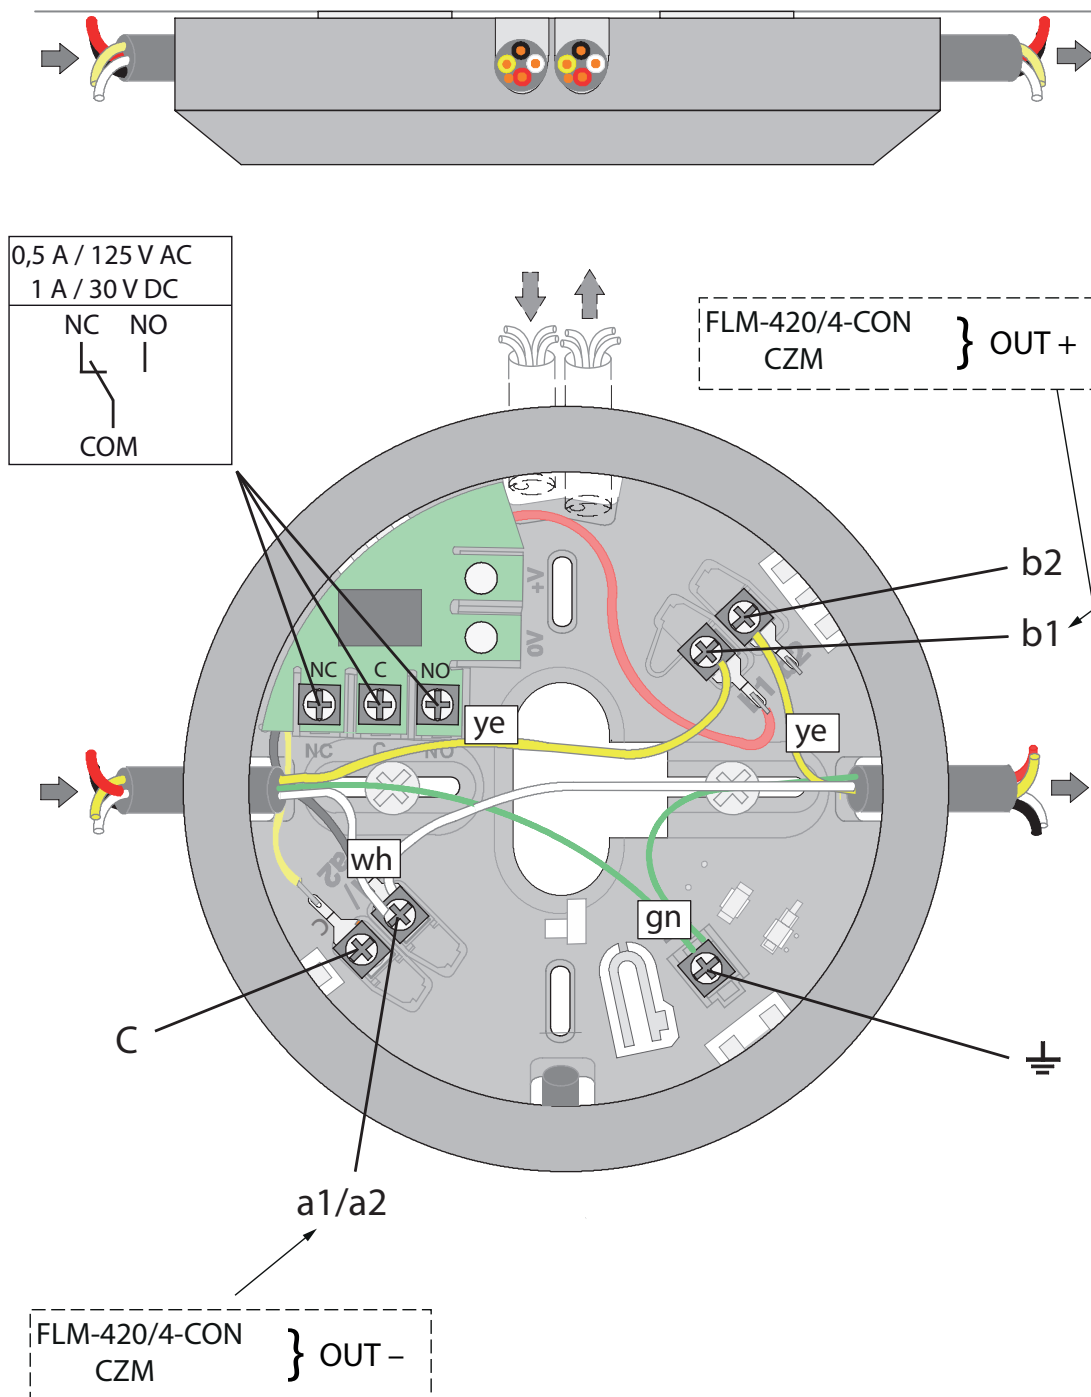 0,5 A / 125 V AC
1 A / 30 V DC
NC NO
COM
FLM-420/4-CON
CZM
} OUT +
b2
b1
+V
0V
NC C NO
NC C NO
ye
ye
wh
a2
gn
C
C
a1/a2
FLM-420/4-CON
CZM
} OUT –